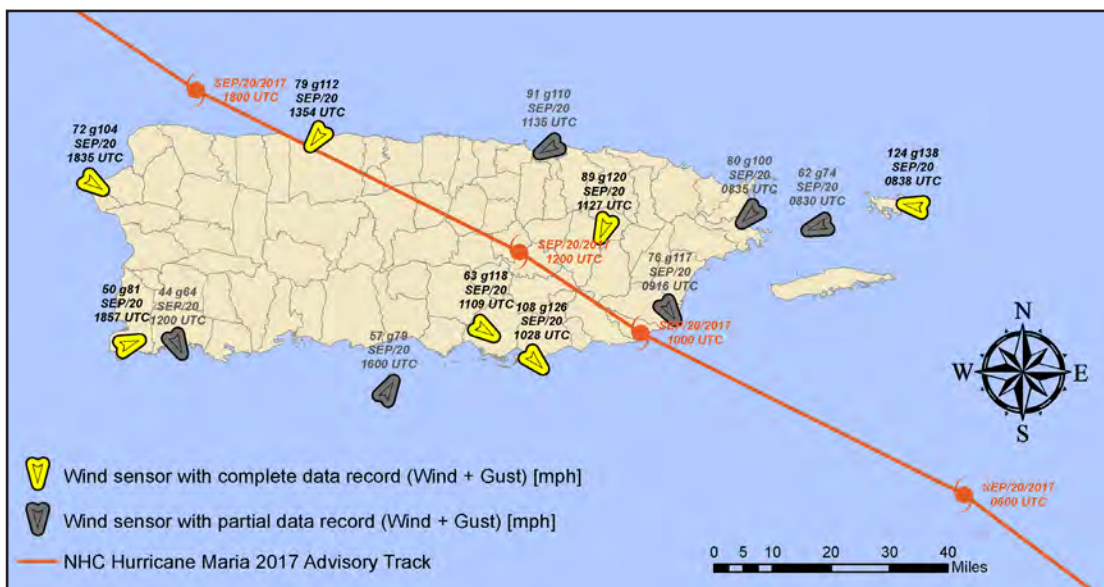 SEP/20/2017
1800 UTC
79 g112
SEP/20
1354 UTC
91 g110
SEP/20
1135 UTC
72 g104
SEP/20
1835 UTC
89 g120
SEP/20
1127 UTC
80 g100
SEP/20
0835 UTC
62 g74
SEP/20
0830 UTC
124 g138
SEP/20
0838 UTC
SEP/20/2017
1200 UTC
76 g117
SEP/20
0916 UTC
63 g118
SEP/20
1109 UTC
108 g126
SEP/20
1028 UTC
50 g81
SEP/20
1857 UTC
44 g64
SEP/20
1200 UTC
57 g79
SEP/20
1600 UTC
SEP/20/2017
1000 UTC
N
W
E
S
SEP/20/2017
0600 UTC
Wind sensor with complete data record (Wind + Gust) [mph]
Wind sensor with partial data record (Wind + Gust) [mph]
NHC Hurricane Maria 2017 Advisory Track
0 5 10 20 30 40
Miles